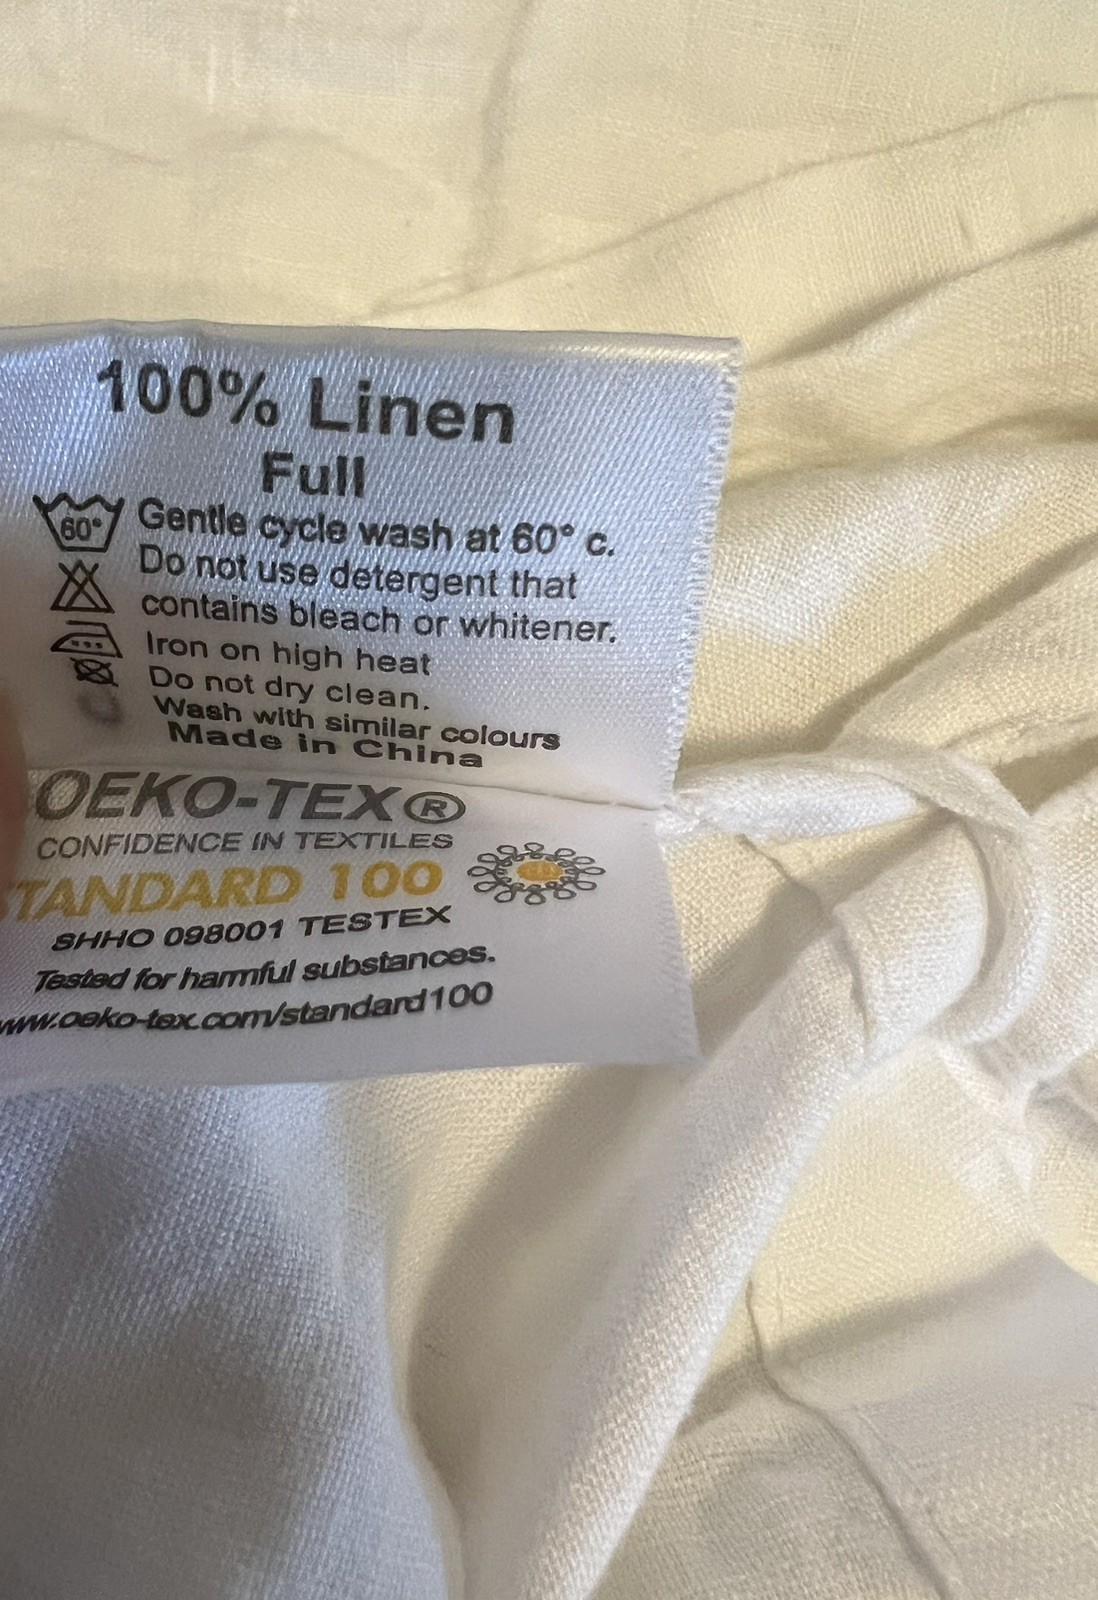 100% Linen
Full
60° Gentle cycle wash at 60° c.
Do not use detergent that
contains bleach or whitener.
Iron on high heat
Do not dry clean.
Wash with similar colours
Made in China
OEKO-TEX®
CONFIDENCE IN TEXTILES
TANDARD 100
SHHO 098001 TESTEX
Tested for harmful substances.
www.oeko-tex.com/standard100